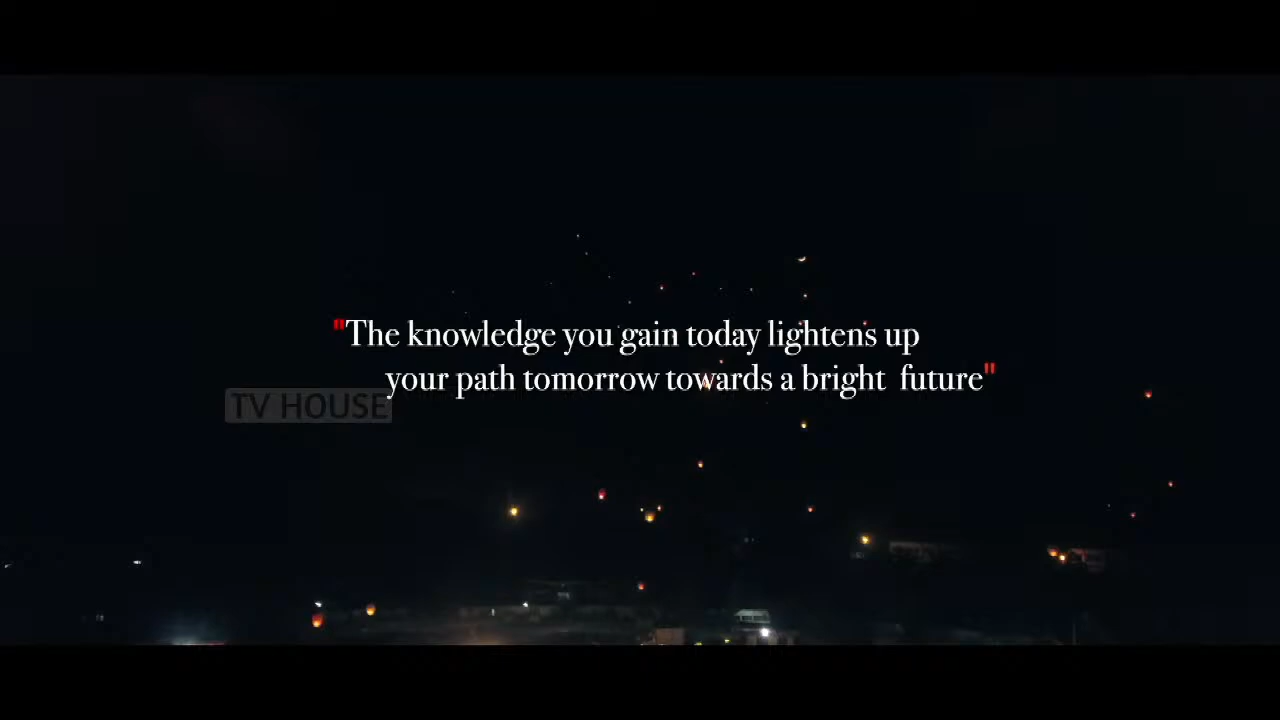 "The knowledge you gain today lightens up
your path tomorrow towards a bright  future"
TV HOUSE